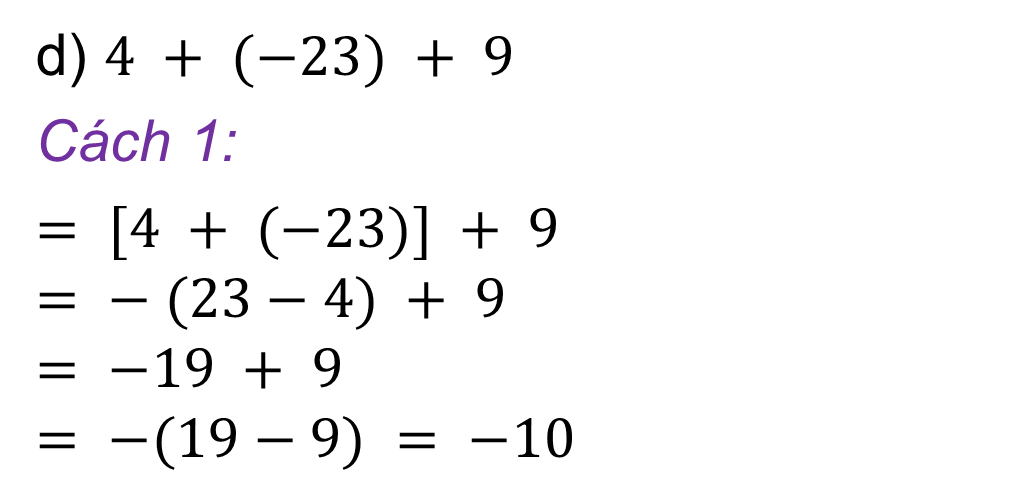 d) 4 + (−23) + 9
Cách 1:
= [4 + (−23)] + 9
= − (23 − 4) + 9
= −19 + 9
= −(19 − 9) = −10